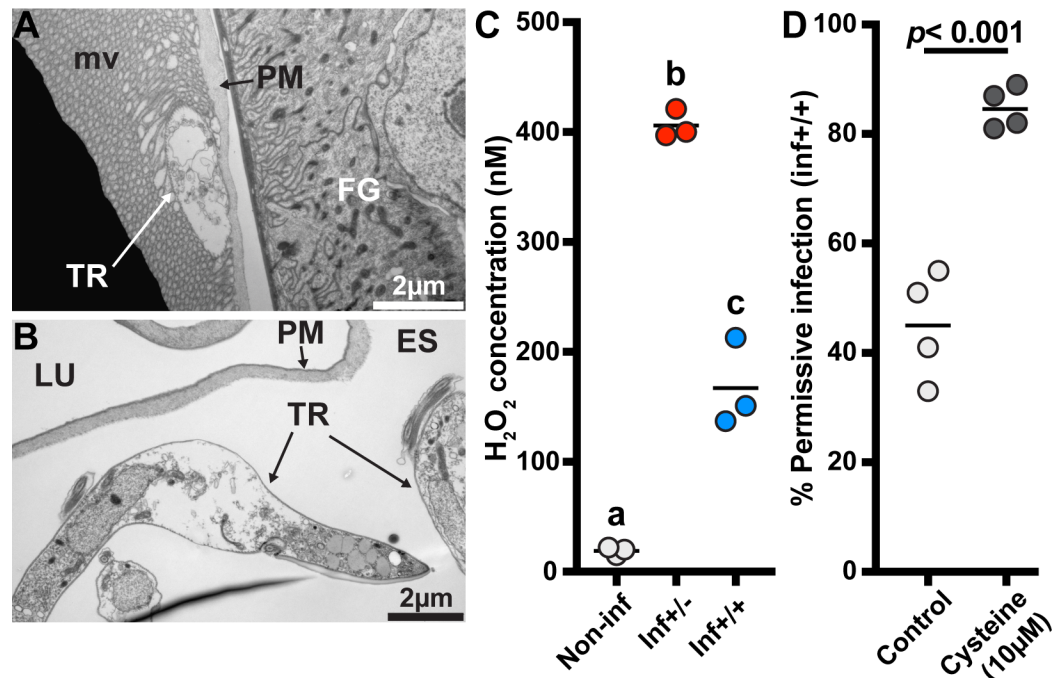 A
mv
PM
FG
TR
2μm
B
PM
ES
LU
TR
2μm
C
H₂O₂ concentration (nM)
500
400
300
200
100
0
a
b
c
Non-inf
Inf+/-
Inf+/+
D
% Permissive infection (inf+/+)
100
80
60
40
20
0
p< 0.001
Control
Cysteine
(10μM)